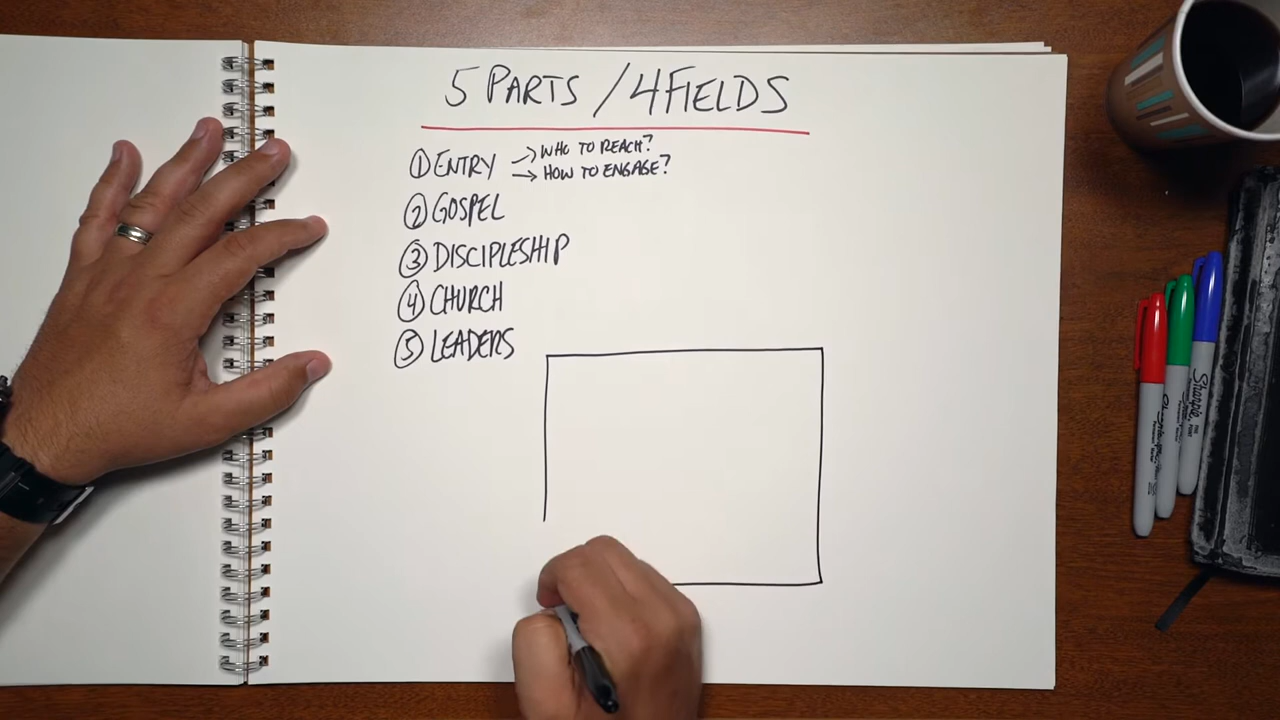 5 PARTS / 4 FIELDS
① ENTRY → WHO TO REACH?
→ HOW TO ENGAGE?
② GOSPEL
③ DISCIPLESHIP
④ CHURCH
⑤ LEADERS
Sharpie